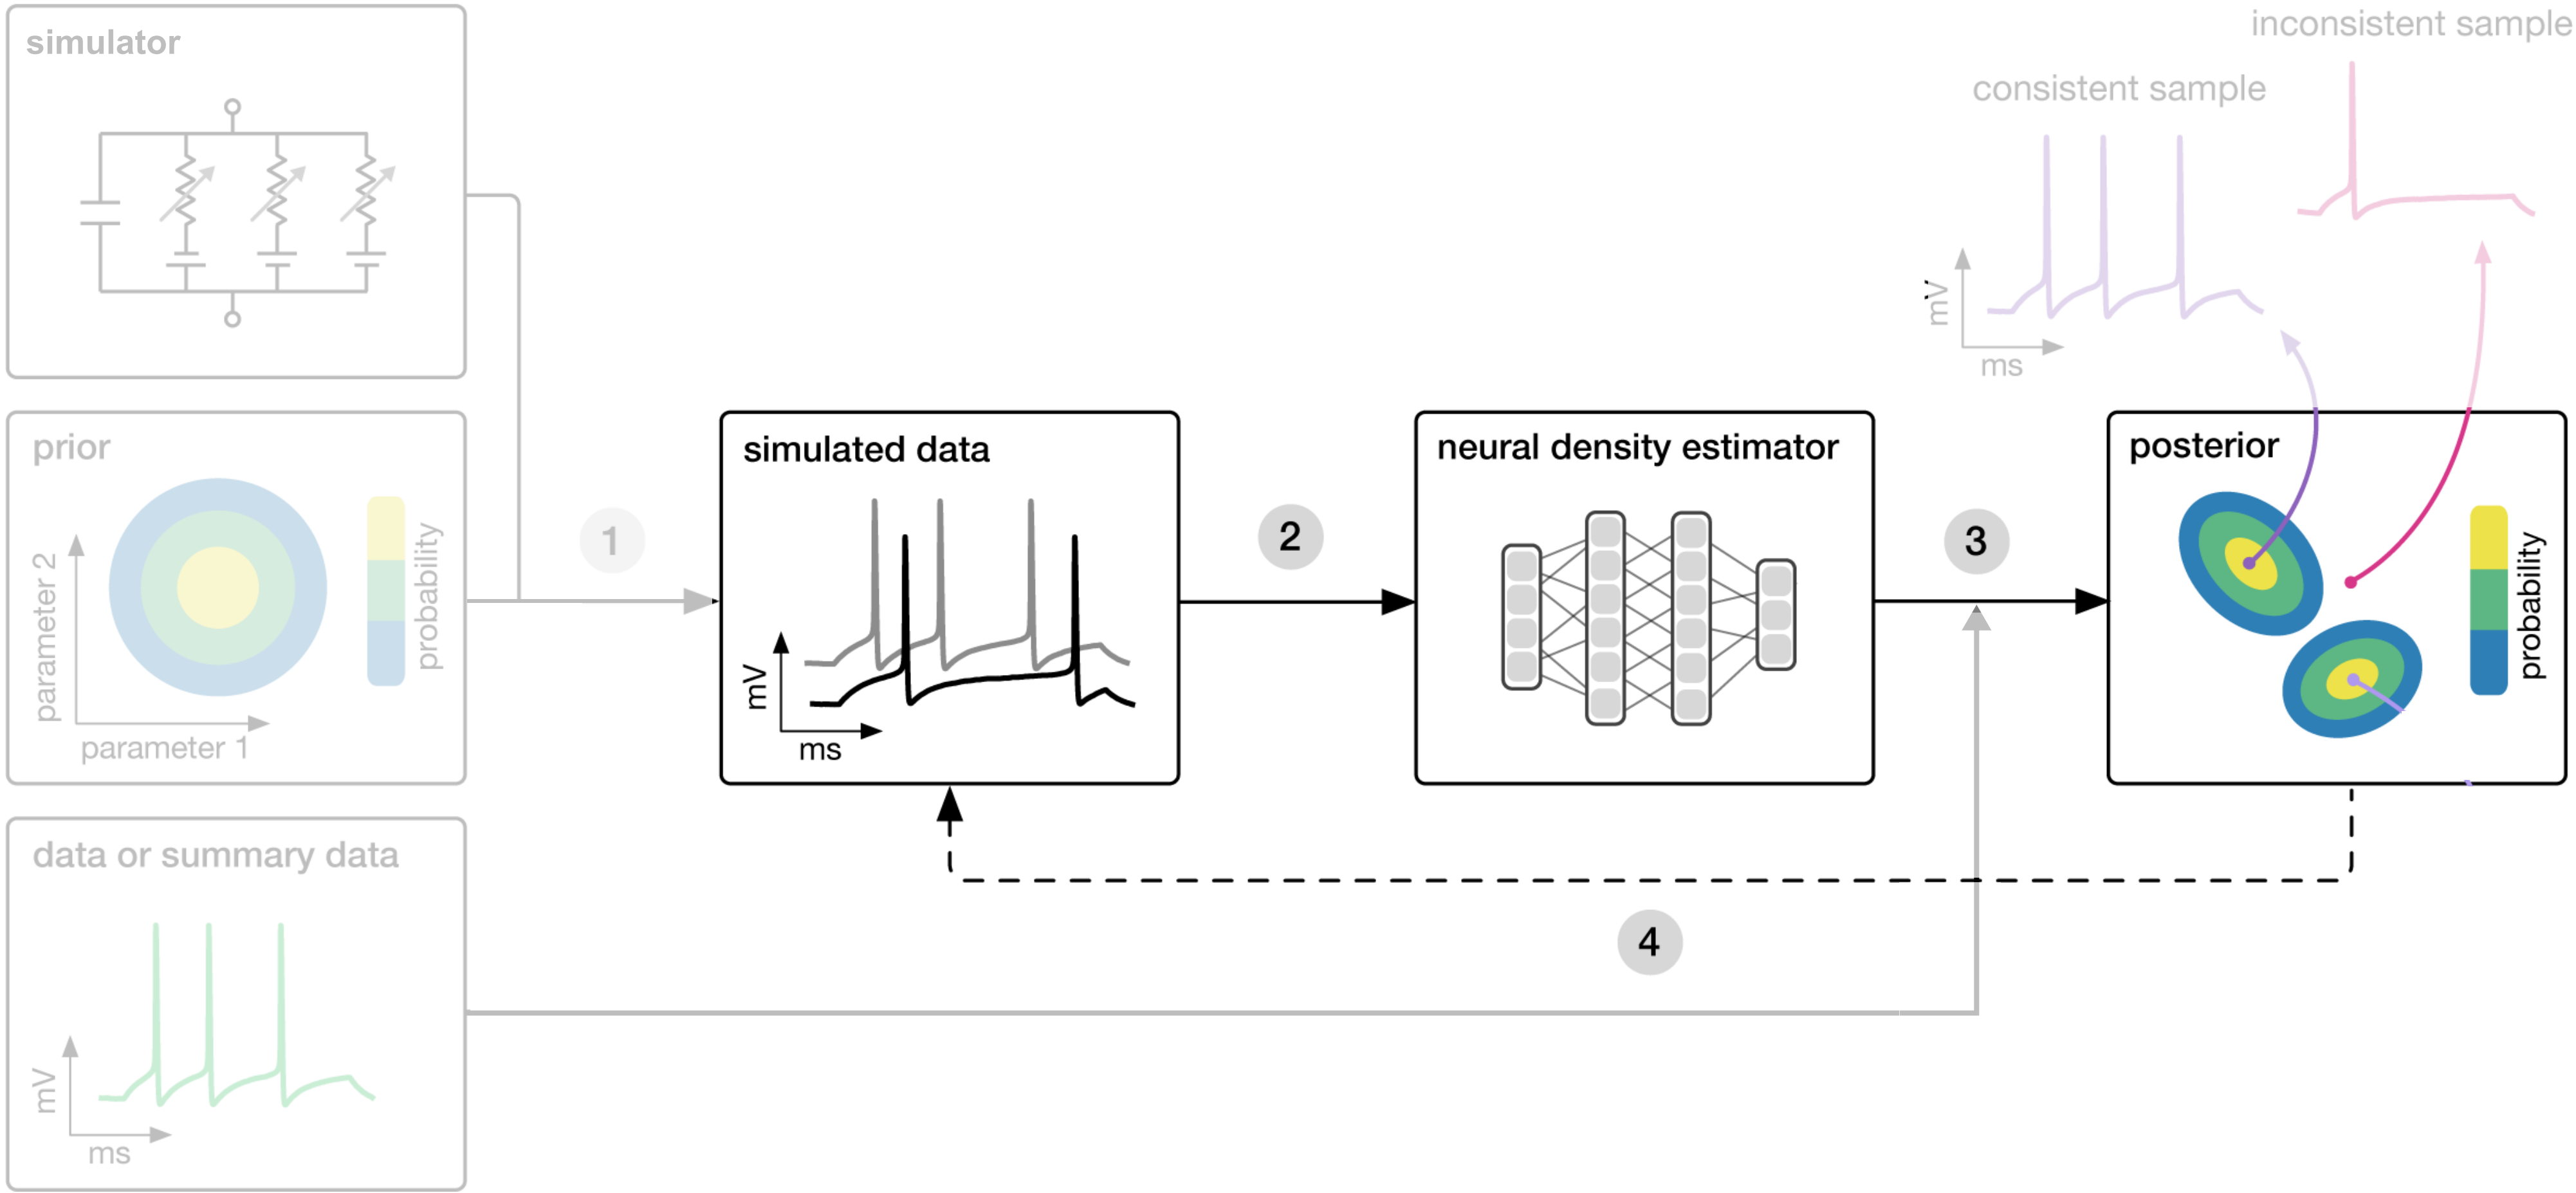 simulator
inconsistent sample
consistent sample
mV
ms
prior
parameter 2
parameter 1
probability
1
simulated data
mV
ms
2
neural density estimator
3
posterior
probability
data or summary data
mV
ms
4